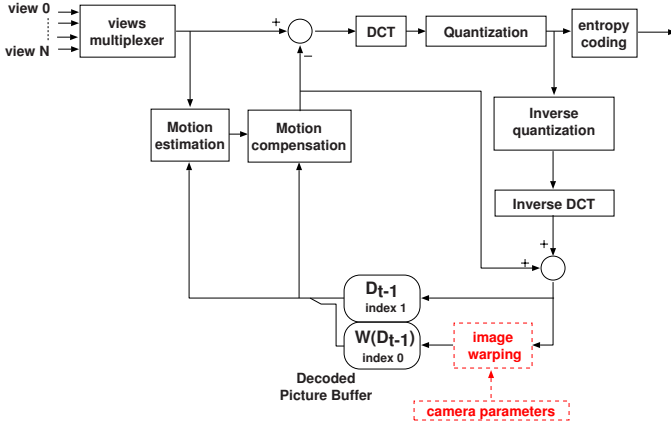 view 0
view N
views
multiplexer
+
−
DCT
Quantization
entropy
coding
Motion
estimation
Motion
compensation
Inverse
quantization
Inverse DCT
+
+
Dt-1
index 1
W(Dt-1)
index 0
image
warping
Decoded
Picture Buffer
camera parameters